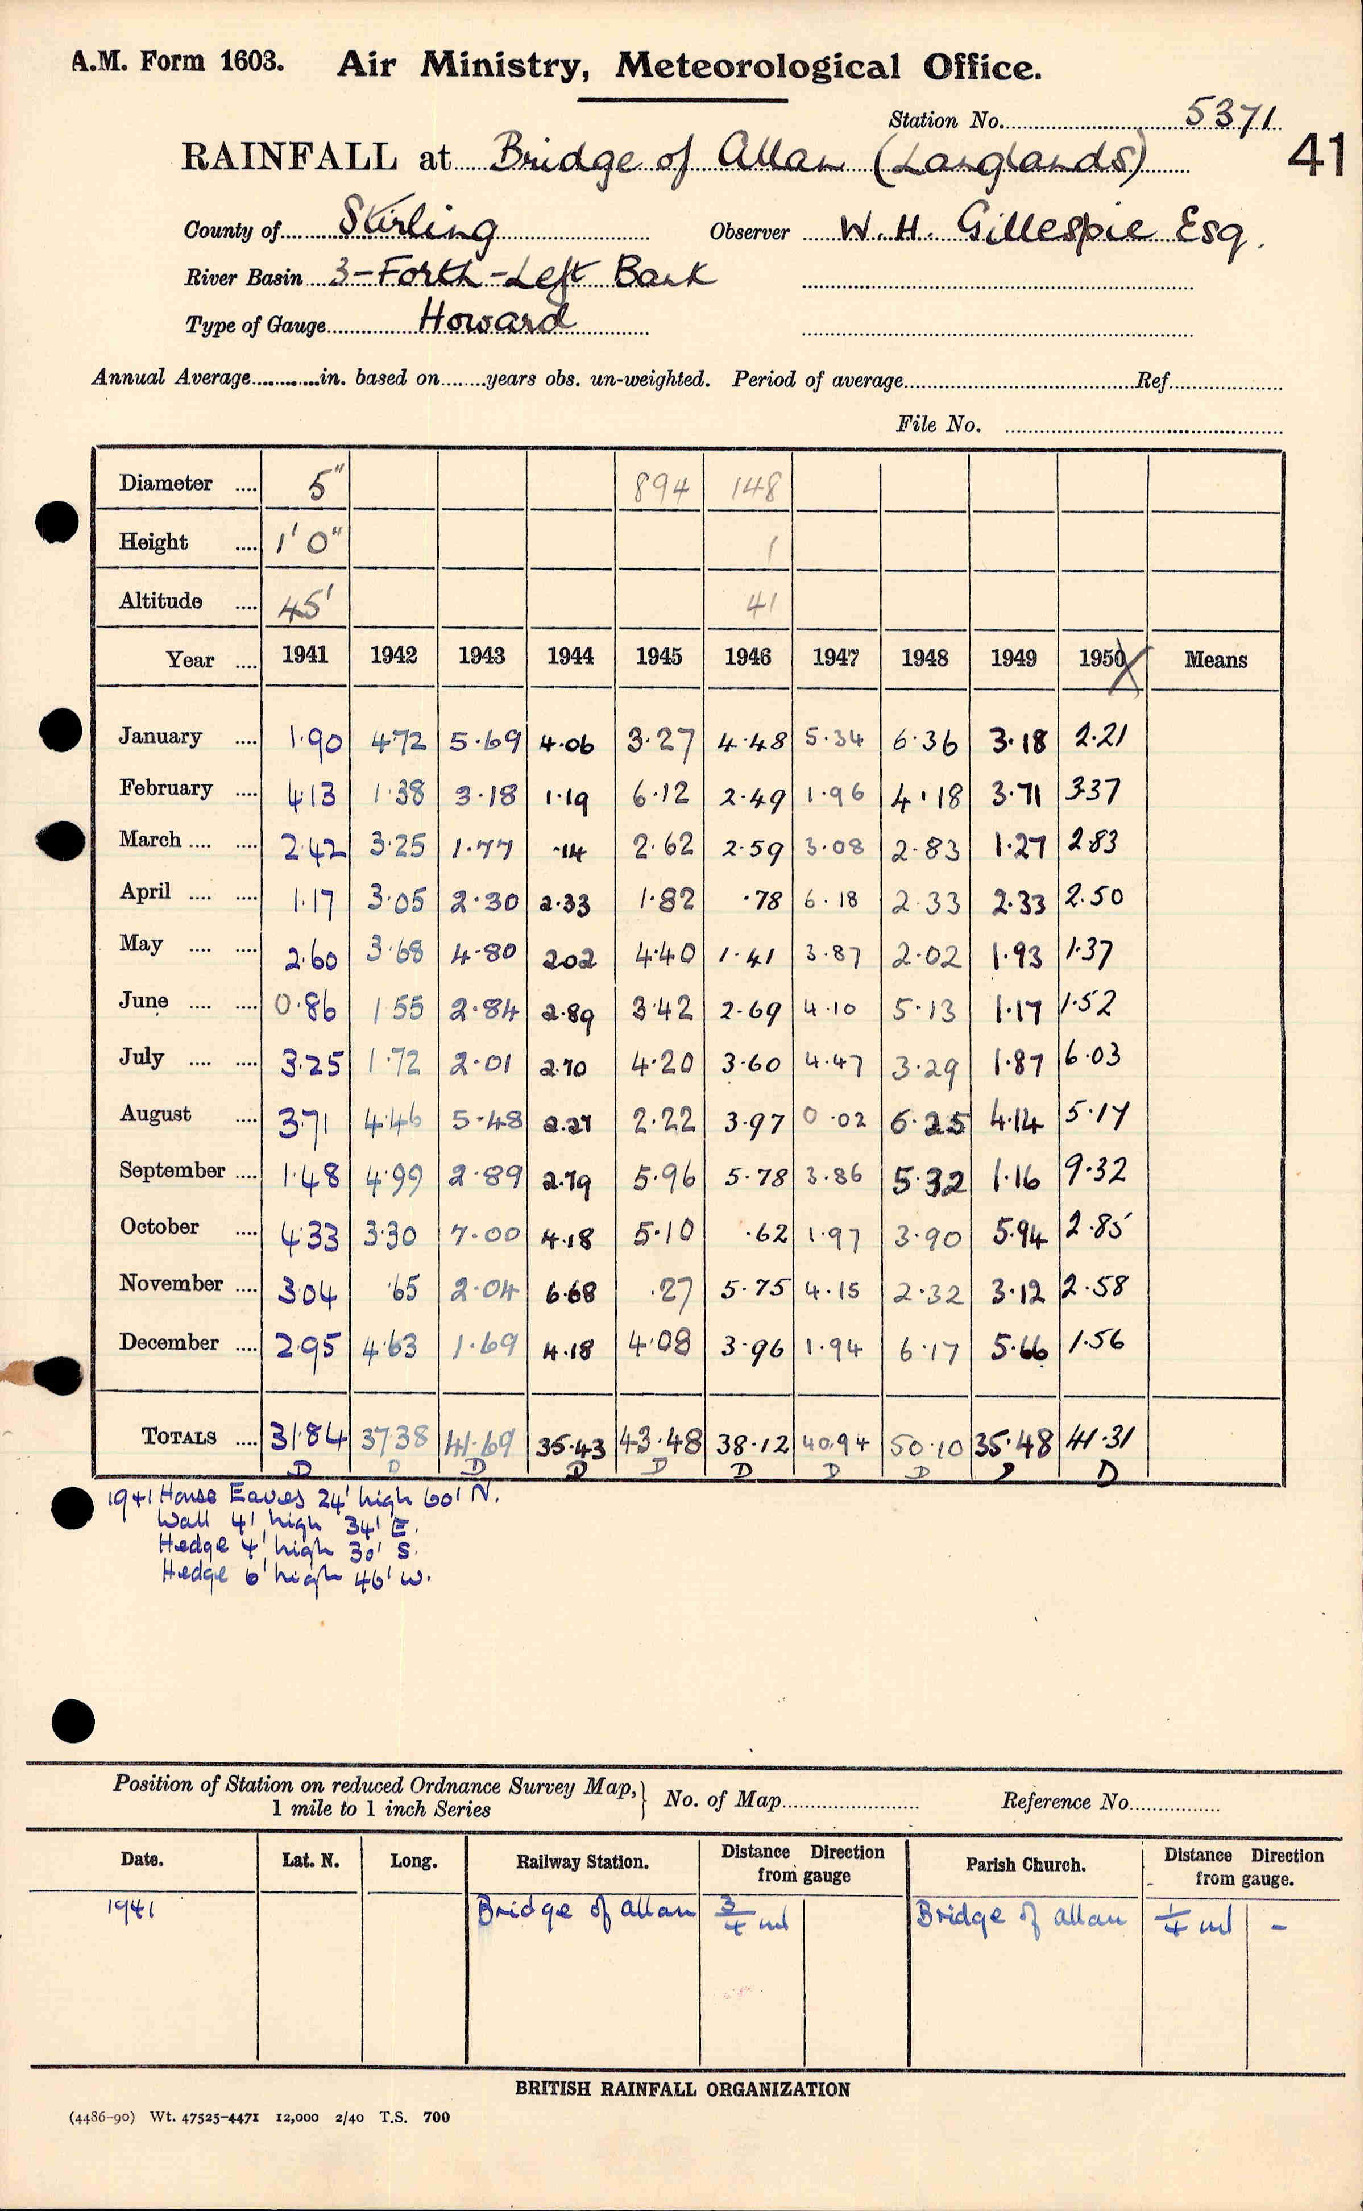 A.M. Form 1603. Air Ministry, Meteorological Office.
Station No. 5371
RAINFALL at Bridge of Allan (Langlands) 41
County of Stirling Observer W. H. Gillespie Esq.
River Basin 3-Forth-Left Bank
Type of Gauge Howard
Annual Average............in. based on........years obs. un-weighted. Period of average........Ref........
File No. ........
Diameter .... 5" 894 148
Height .... 1' 0" 1
Altitude .... 45' 41
Year .... 1941 1942 1943 1944 1945 1946 1947 1948 1949 1950 X Means
January .... 1.90 4.72 5.69 4.06 3.27 4.48 5.34 6.36 3.18 2.21
February .... 4.13 1.38 3.18 1.19 6.12 2.49 1.96 4.18 3.71 3.37
March .... .... 2.42 3.25 1.77 .14 2.62 2.59 3.08 2.83 1.27 2.83
April .... .... 1.17 3.05 2.30 2.33 1.82 .78 6.18 2.33 2.33 2.50
May .... .... 2.60 3.68 4.80 2.02 4.40 1.41 3.87 2.02 1.93 1.37
June .... .... 0.86 1.55 2.84 2.89 3.42 2.69 4.10 5.13 1.17 1.52
July .... .... 3.25 1.72 2.01 2.70 4.20 3.60 4.47 3.29 1.87 6.03
August .... 3.71 4.46 5.48 2.27 2.22 3.97 0.02 6.25 4.14 5.17
September .... 1.48 4.99 2.89 2.79 5.96 5.78 3.86 5.32 1.16 9.32
October .... 4.33 3.30 7.00 4.18 5.10 .62 1.97 3.90 5.94 2.85
November .... 3.04 .65 2.04 6.68 .27 5.75 4.15 2.32 3.12 2.58
December .... 2.95 4.63 1.69 4.18 4.08 3.96 1.94 6.17 5.66 1.56
TOTALS .... 31.84 37.38 41.69 35.43 43.48 38.12 40.94 50.10 35.48 41.31
D D D D D D D D D D
1941 House Eaves 24' high 60' N.
Wall 4' high 34' E.
Hedge 4' high 30' S.
Hedge 6' high 46' W.
Position of Station on reduced Ordnance Survey Map,} No. of Map........ Reference No........
1 mile to 1 inch Series
Date. Lat. N. Long. Railway Station. Distance Direction from gauge Parish Church. Distance Direction from gauge.
1941 Bridge of Allan 3/4 ml Bridge of Allan 1/4 ml -
BRITISH RAINFALL ORGANIZATION
(4486-90) Wt. 47525-4471 12,000 2/40 T.S. 700